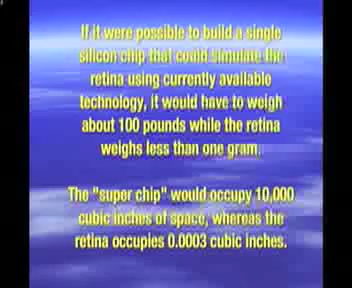 If it were possible to build a single
silicon chip that could simulate the
retina using currently available
technology, it would have to weigh
about 100 pounds while the retina
weighs less than one gram.
The "super chip" would occupy 10,000
cubic inches of space, whereas the
retina occupies 0.0003 cubic inches.